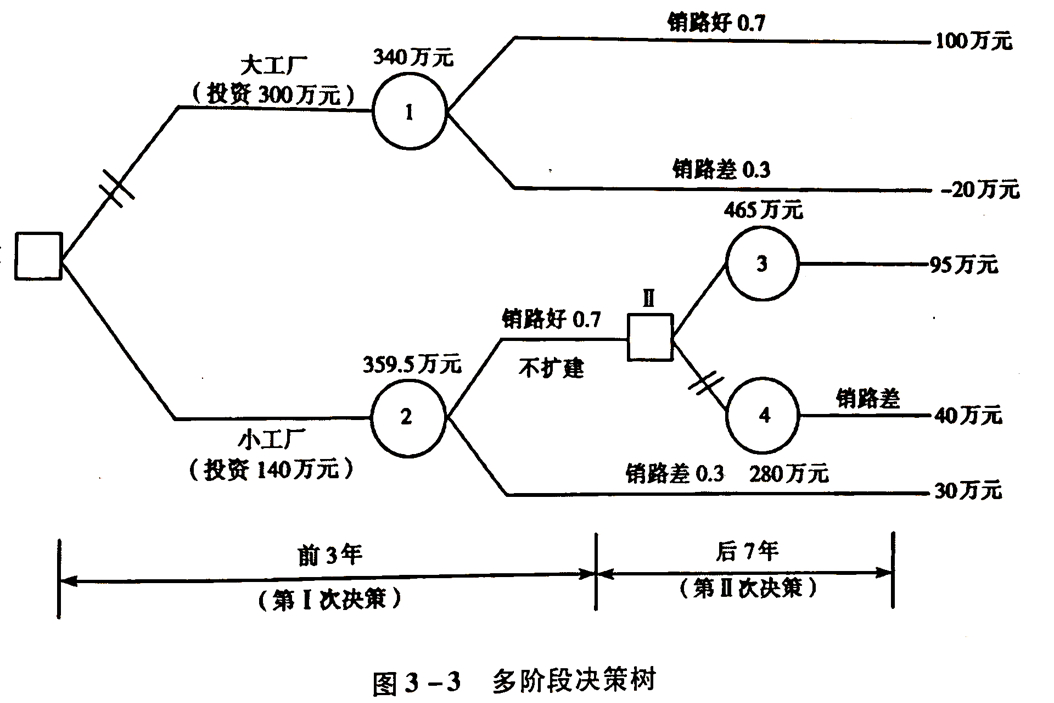 销路好 0.7
100万元
340万元
大工厂
（投资 300万元）
1
销路差 0.3
-20万元
465万元
3
95万元
Ⅱ
销路好 0.7
不扩建
359.5万元
2
4
销路差
40万元
小工厂
（投资 140万元）
销路差 0.3
280万元
30万元
前 3 年
（第Ⅰ次决策）
后 7 年
（第Ⅱ次决策）
图 3-3 多阶段决策树